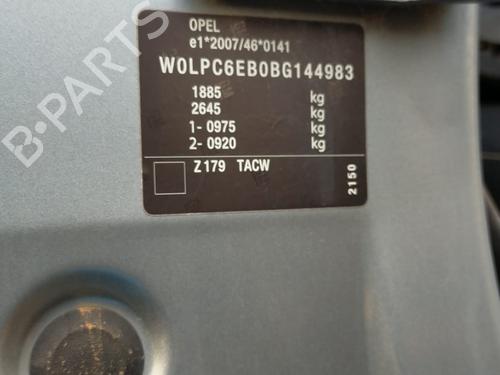 OPEL
e1*2007/46*0141
W0LPC6EB0BG144983
1885 kg
2645 kg
1- 0975 kg
2- 0920 kg
Z179 TACW
2150
B-PARTS